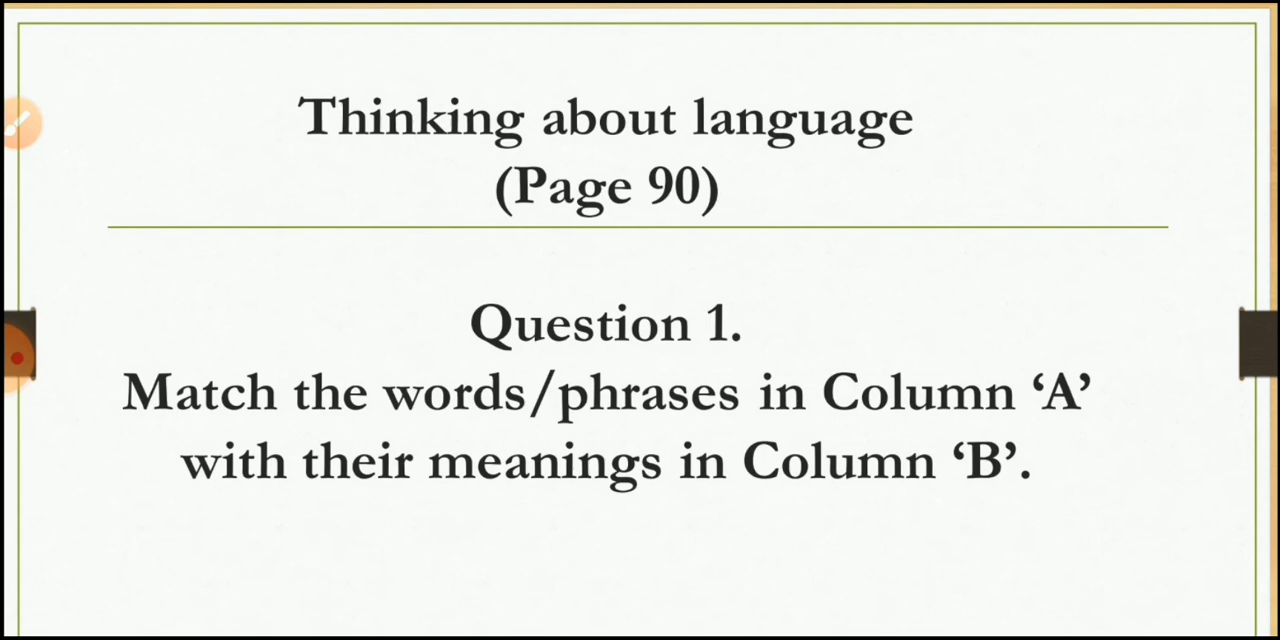 Thinking about language
(Page 90)
Question 1.
Match the words/phrases in Column ‘A’
with their meanings in Column ‘B’.